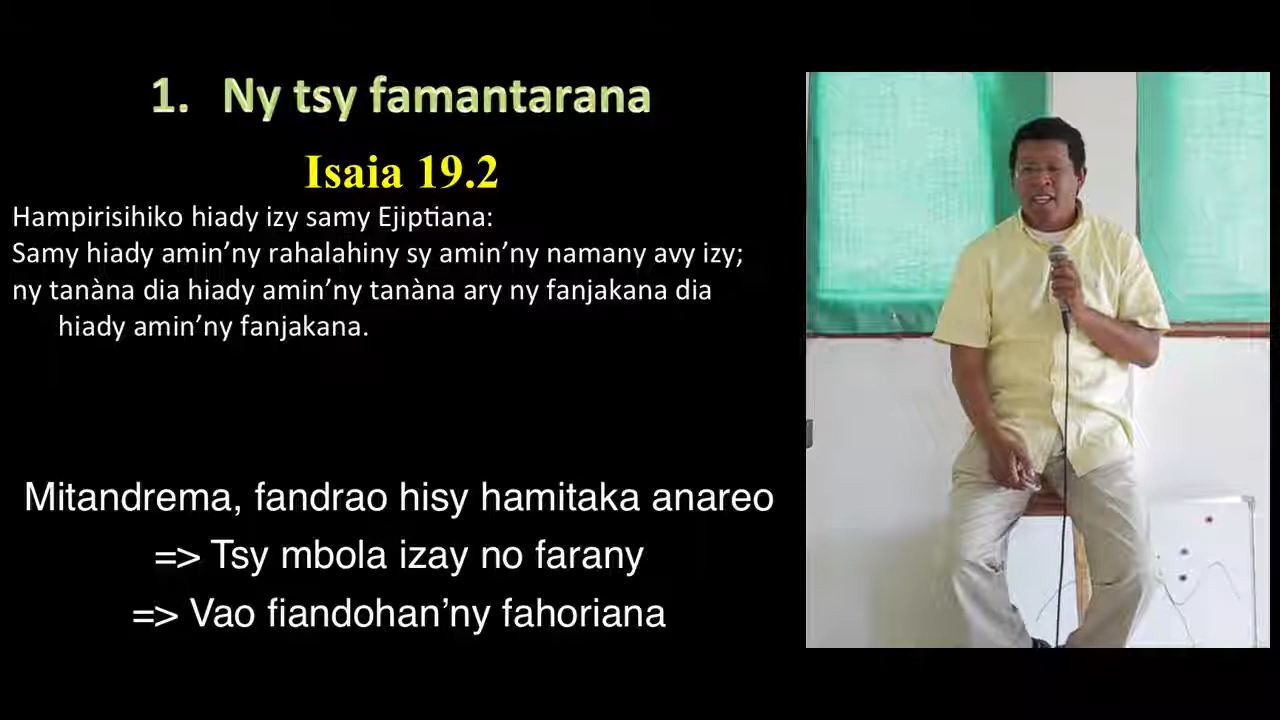 1. Ny tsy famantarana
Isaia 19.2
Hampirisihiko hiady izy samy Ejiptiana:
Samy hiady amin’ny rahalahiny sy amin’ny namany avy izy;
ny tanàna dia hiady amin’ny tanàna ary ny fanjakana dia
hiady amin’ny fanjakana.
Mitandrema, fandrao hisy hamitaka anareo
=> Tsy mbola izay no farany
=> Vao fiandohan’ny fahoriana